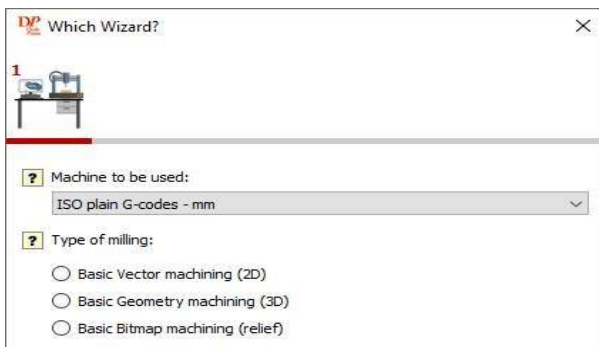 Which Wizard?
1
? Machine to be used:
ISO plain G-codes - mm
? Type of milling:
Basic Vector machining (2D)
Basic Geometry machining (3D)
Basic Bitmap machining (relief)